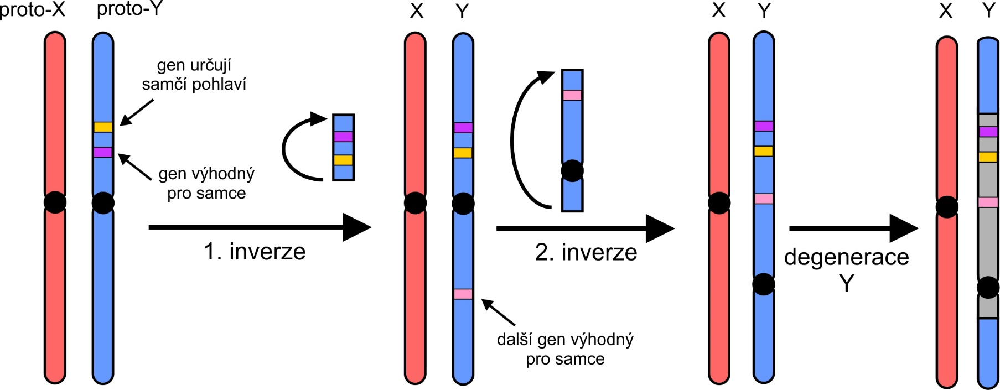 proto-X
proto-Y
gen určují
samčí pohlaví
gen výhodný
pro samce
1. inverze
X
Y
2. inverze
další gen výhodný
pro samce
X
Y
degenerace
Y
X
Y